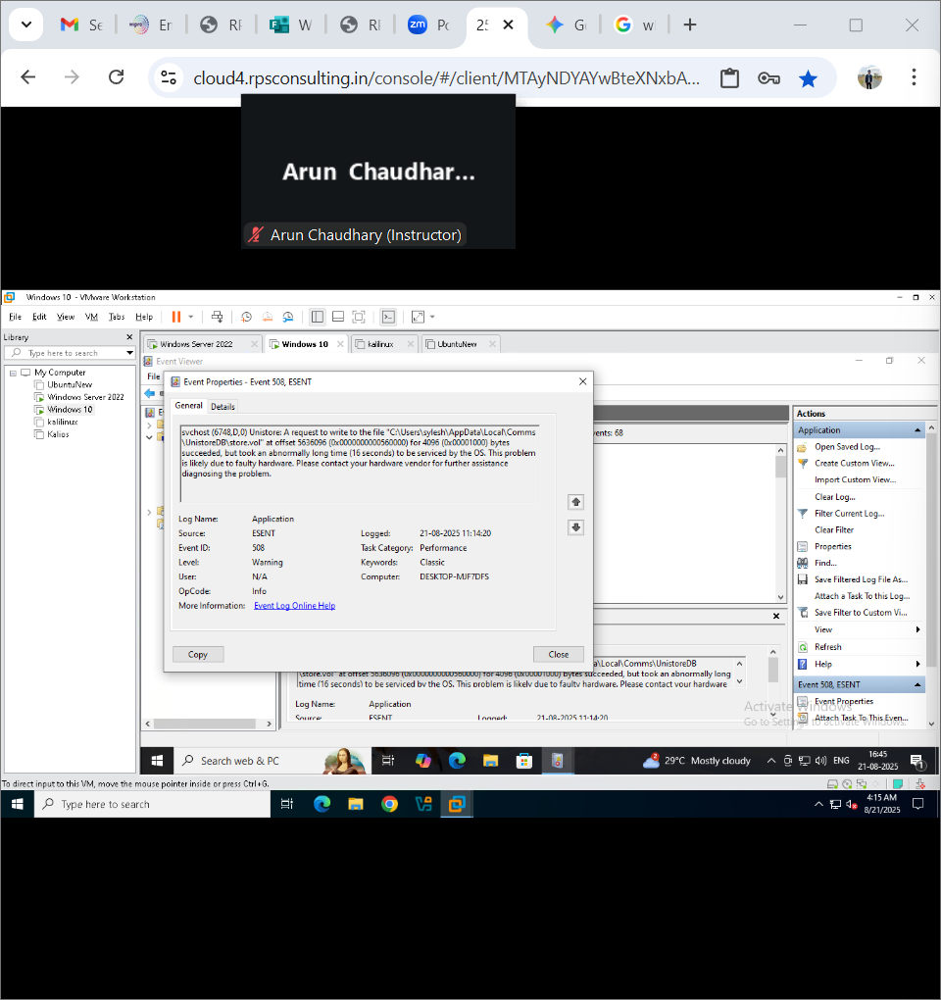 Se
Er
RF
W
RF
zm
Pc
25
G
w
cloud4.rpsconsulting.in/console/#/client/MTAyNDYAYwBteXNxbA...
Arun Chaudhar...
Arun Chaudhary (Instructor)
Windows 10 - VMware Workstation
File Edit View VM Tabs Help
Library
Type here to search
My Computer
UbuntuNew
Windows Server 2022
Windows 10
kalilinux
Kalios
Windows Server 2022
Windows 10
kalilinux
UbuntuNew
Event Viewer
File
Event Properties - Event 508, ESENT
General Details
svchost (6748,D,0) Unistore: A request to write to the file "C:\Users\sylesh\AppData\Local\Comms
\UnistoreDB\store.vol" at offset 5636096 (0x0000000000560000) for 4096 (0x00001000) bytes
succeeded, but took an abnormally long time (16 seconds) to be serviced by the OS. This problem
is likely due to faulty hardware. Please contact your hardware vendor for further assistance
diagnosing the problem.
Log Name: Application
Source: ESENT Logged: 21-08-2025 11:14:20
Event ID: 508 Task Category: Performance
Level: Warning Keywords: Classic
User: N/A Computer: DESKTOP-MJF7DFS
OpCode: Info
More Information: Event Log Online Help
Copy Close
vents: 68
a\Local\Comms\UnistoreDB
\store.vol" at offset 5636096 (0x0000000000560000) for 4096 (0x00001000) bytes succeeded, but took an abnormally long
time (16 seconds) to be serviced by the OS. This problem is likely due to faulty hardware. Please contact your hardware
Log Name: Application
Source: ESENT Logged: 21-08-2025 11:14:20
Actions
Application
Open Saved Log...
Create Custom View...
Import Custom View...
Clear Log...
Filter Current Log...
Clear Filter
Properties
Find...
Save Filtered Log File As...
Attach a Task To this Log...
Save Filter to Custom Vi...
View
Refresh
Help
Event 508, ESENT
Event Properties
Attach Task To This Even...
Activate Windows
Go to Settings to activate Windows.
Search web & PC
29°C Mostly cloudy
ENG
16:45
21-08-2025
To direct input to this VM, move the mouse pointer inside or press Ctrl+G.
Type here to search
4:15 AM
8/21/2025